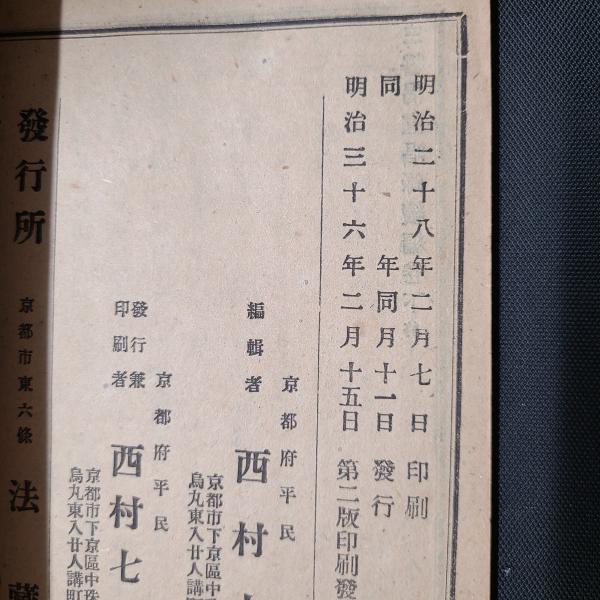 明治二十八年二月七日印刷
同年同月十一日發行
明治三十六年二月十五日第二版印刷發
京都府平民
編輯者
西村
京都市下京區中珠
烏丸東入廿人講町
京都府平民
發行兼
印刷者
西村七
京都市下京區中珠
烏丸東入廿人講町
發行所
京都市東六條
法藏